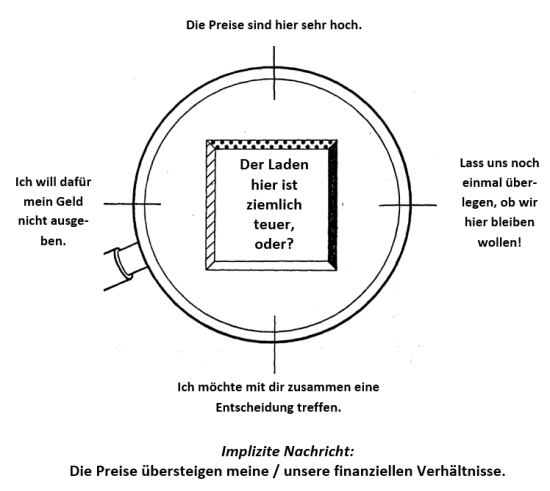 Die Preise sind hier sehr hoch.
Der Laden
hier ist
ziemlich
teuer,
oder?
Ich will dafür
mein Geld
nicht ausge-
ben.
Lass uns noch
einmal über-
legen, ob wir
hier bleiben
wollen!
Ich möchte mit dir zusammen eine
Entscheidung treffen.
Implizite Nachricht:
Die Preise übersteigen meine / unsere finanziellen Verhältnisse.